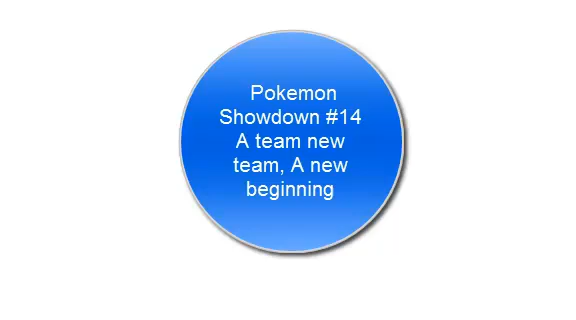 Pokemon
Showdown #14
A team new
team, A new
beginning